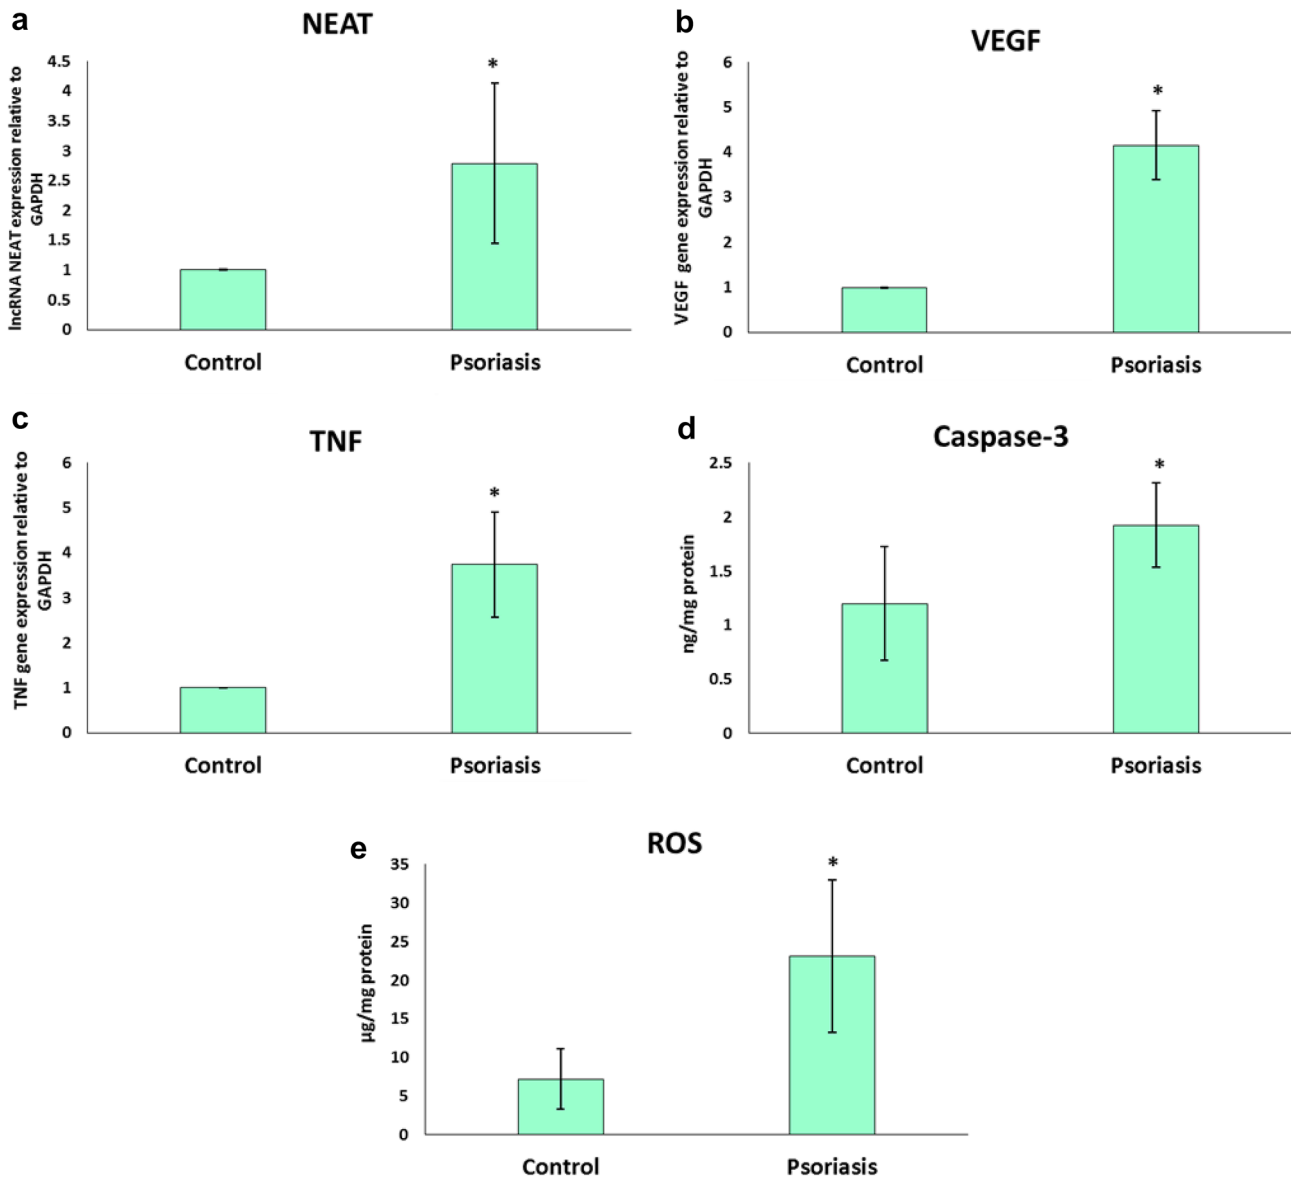 a
NEAT
lncRNA NEAT expression relative to
GAPDH
4.5
4
3.5
3
2.5
2
1.5
1
0.5
0
*
Control
Psoriasis
b
VEGF
VEGF gene expression relative to
GAPDH
6
5
4
3
2
1
0
*
Control
Psoriasis
c
TNF
TNF gene expression relative to
GAPDH
6
5
4
3
2
1
0
*
Control
Psoriasis
d
Caspase-3
ng/mg protein
2.5
2
1.5
1
0.5
0
*
Control
Psoriasis
e
ROS
µg/mg protein
35
30
25
20
15
10
5
0
*
Control
Psoriasis